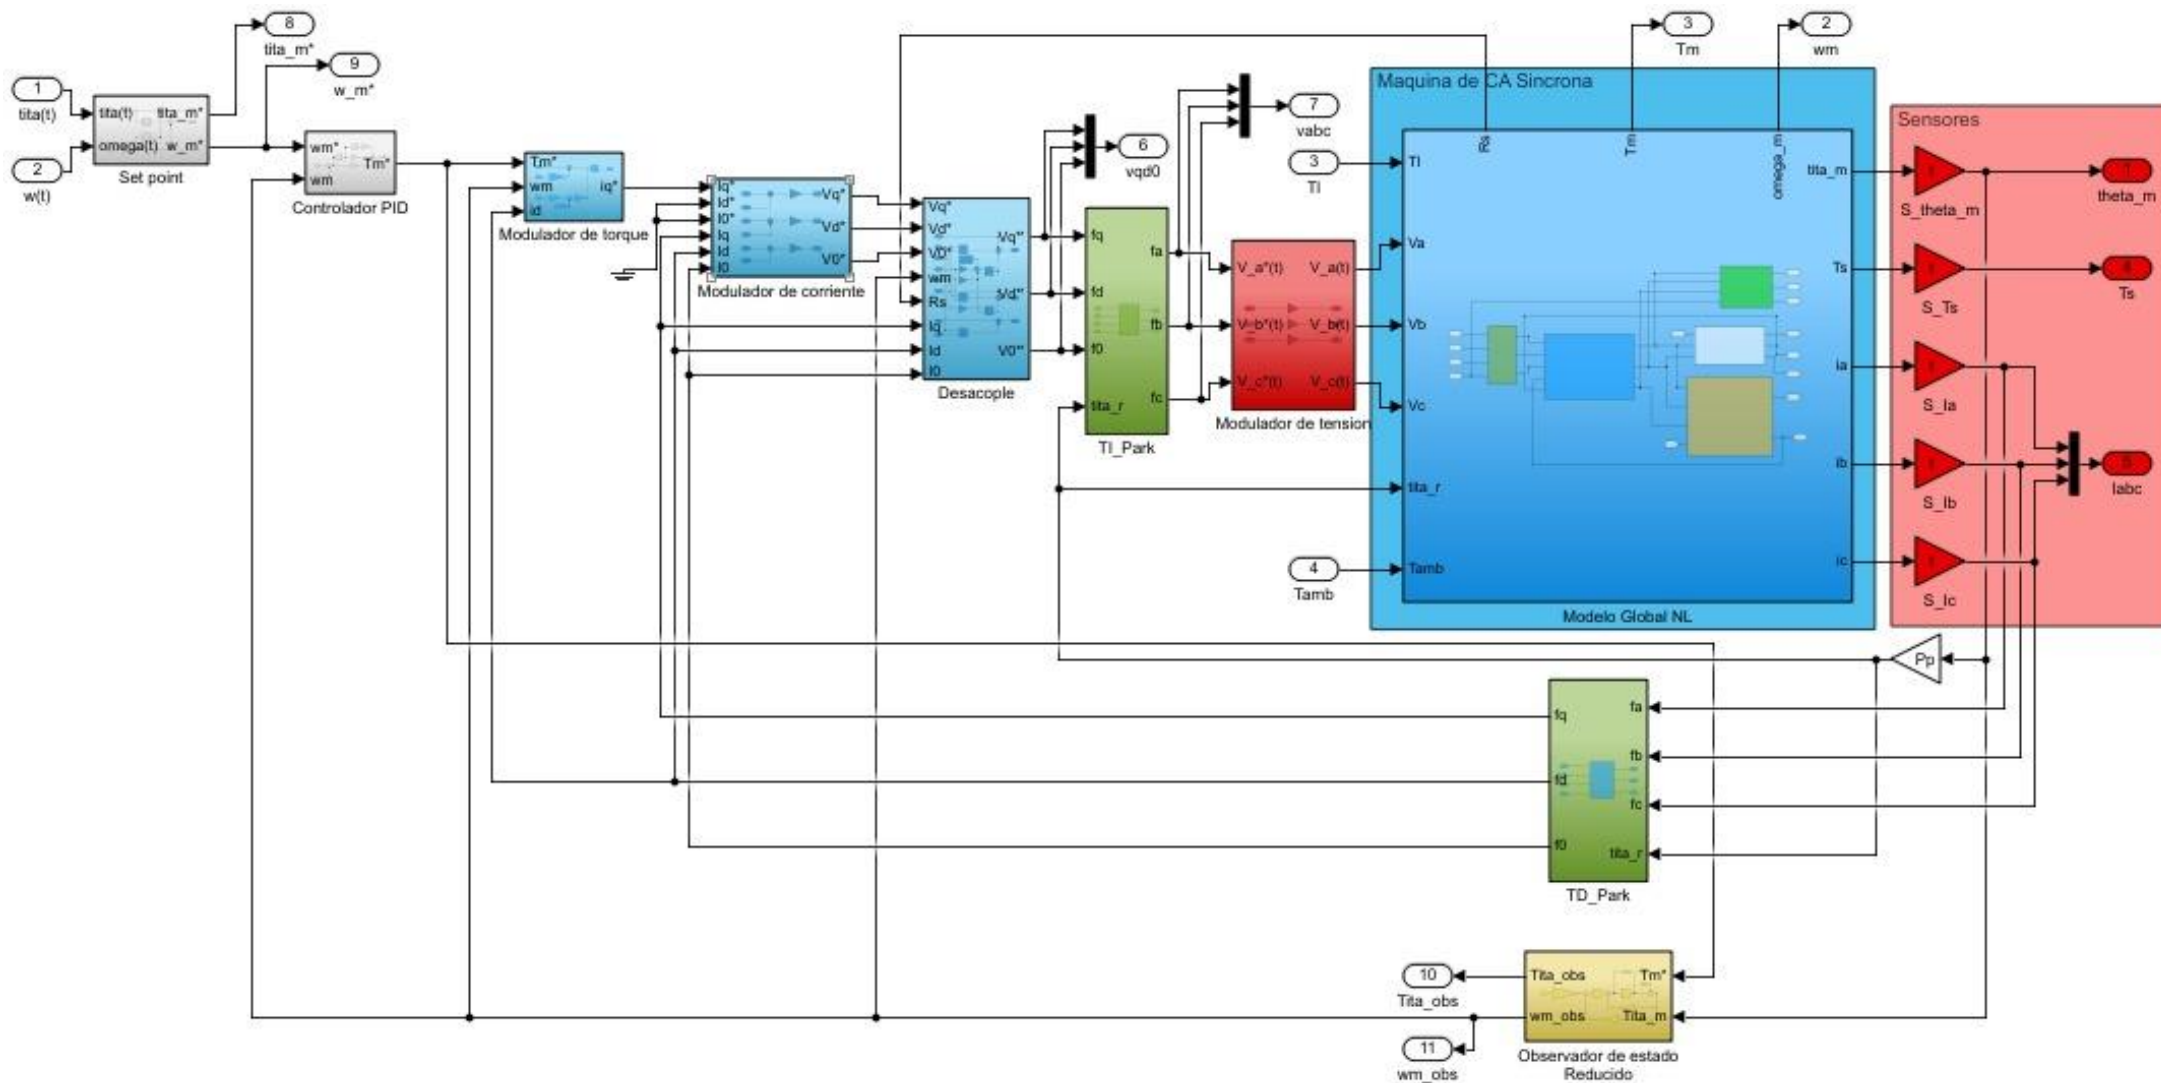 8
tita_m*
9
w_m*
1
tita(t)
2
w(t)
tita(t)
tita_m*
omega(t)
w_m*
Set point
wm*
Tm*
wm
Controlador PID
Tm*
wm
iq*
id
Modulador de torque
Iq*
Id*
I0*
Iq
Id
I0
Vq*
Vd*
V0*
Modulador de corriente
Vq*
Vd*
V0*
wm
Rs
Iq
Id
I0
Vq*'
Vd*'
V0*'
Desacople
6
vqd0
7
vabc
fq
fd
f0
tita_r
fa
fb
fc
TI_Park
V_a*(t)
V_a(t)
V_b*(t)
V_b(t)
V_c*(t)
V_c(t)
Modulador de tension
3
Tl
4
Tamb
3
Tm
2
wm
Maquina de CA Sincrona
Rs
Tm
omega_m
Tl
Va
Vb
Vc
tita_r
Tamb
tita_m
Ts
ia
ib
ic
Modelo Global NL
Sensores
S_theta_m
theta_m
S_Ts
4
Ts
S_Ia
S_Ib
5
Iabc
S_Ic
Pp
fq
fd
f0
fa
fb
fc
tita_r
TD_Park
10
Tita_obs
11
wm_obs
Tita_obs
Tm*
wm_obs
Tita_m
Observador de estado
Reducido